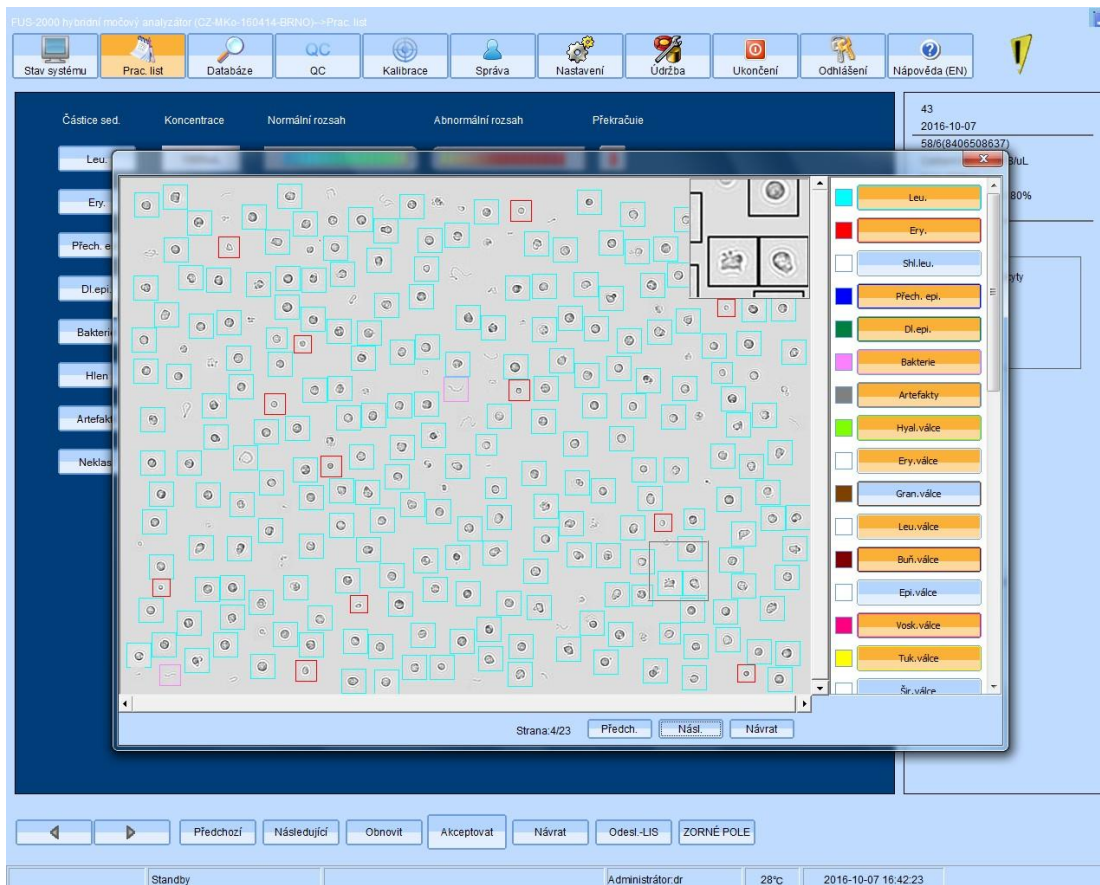 FUS-2000 hybridní močový analyzátor (CZ-MKo-160414-BRNO)-->Prac. list
Stav systému
Prac. list
Databáze
QC
QC
Kalibrace
Správa
Nastavení
Údržba
Ukončení
Odhlášení
Nápověda (EN)
Částice sed.
Koncentrace
Normální rozsah
Abnormální rozsah
Překračuie
43
2016-10-07
58/6(8406508637)
/uL
80%
Leu.
Ery.
Přech. e
Dl.epi.
Bakterie
Hlen
Artefakt
Neklas
Leu.
Ery.
Shl.leu.
Přech. epi.
Dl.epi.
Bakterie
Artefakty
Hyal.válce
Ery.válce
Gran.válce
Leu.válce
Buň.válce
Epi.válce
Vosk.válce
Tuk.válce
Šir.válce
Strana:4/23
Předch.
Násl.
Návrat
Předchozí
Následující
Obnovit
Akceptovat
Návrat
Odesl.-LIS
ZORNÉ POLE
Standby
Administrátor:dr
28°C
2016-10-07 16:42:23